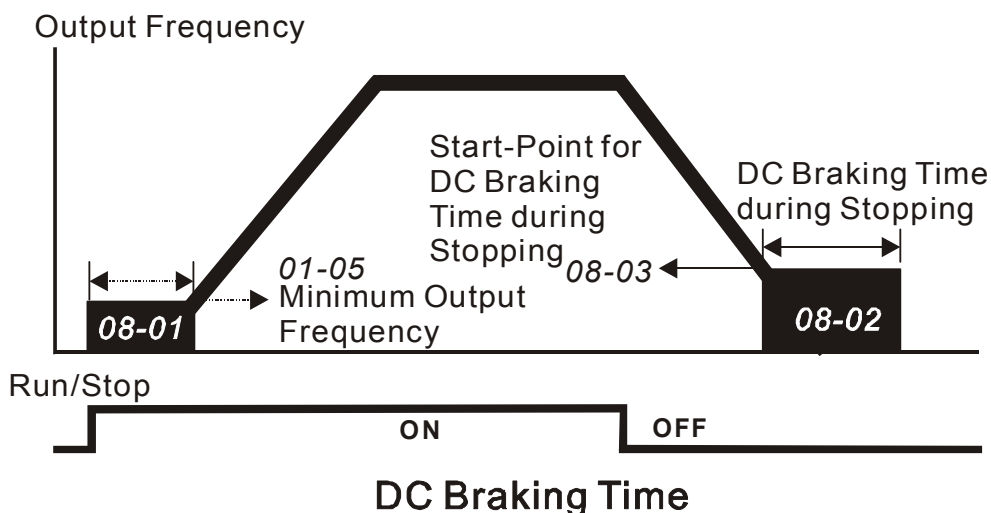 Output Frequency
Start-Point for
DC Braking
Time during
Stopping
08-03
DC Braking Time
during Stopping
01-05
Minimum Output
Frequency
08-01
08-02
Run/Stop
ON
OFF
DC Braking Time